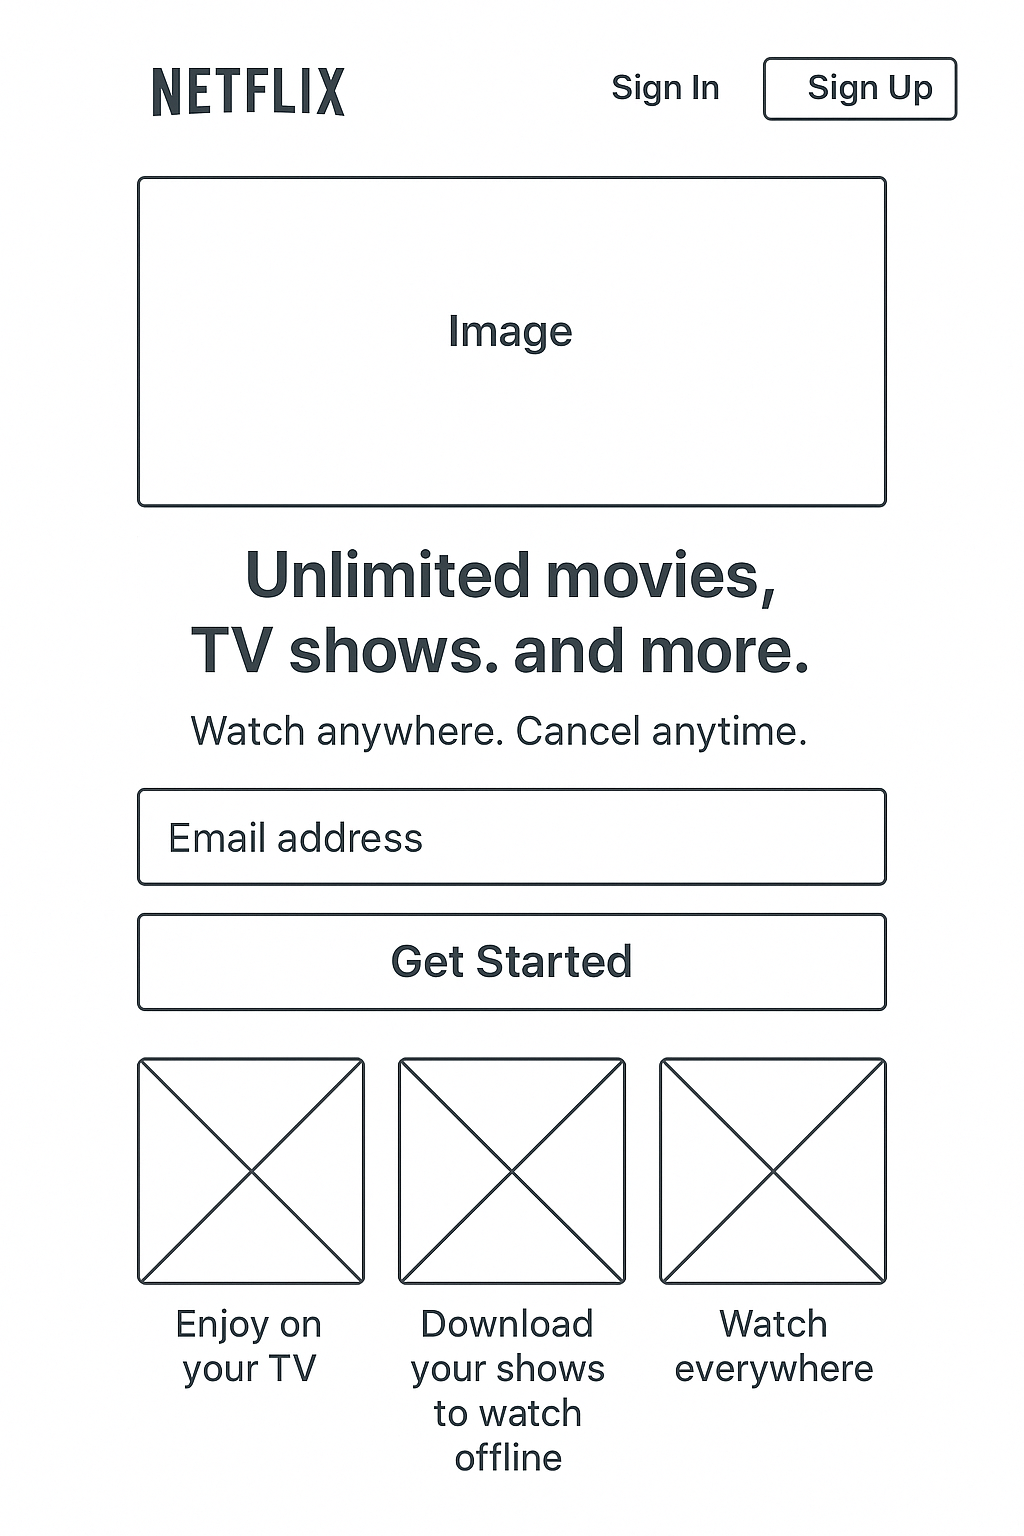 NETFLIX
Sign In
Sign Up
Image
Unlimited movies,
TV shows. and more.
Watch anywhere. Cancel anytime.
Email address
Get Started
Enjoy on
your TV
Download
your shows
to watch
offline
Watch
everywhere